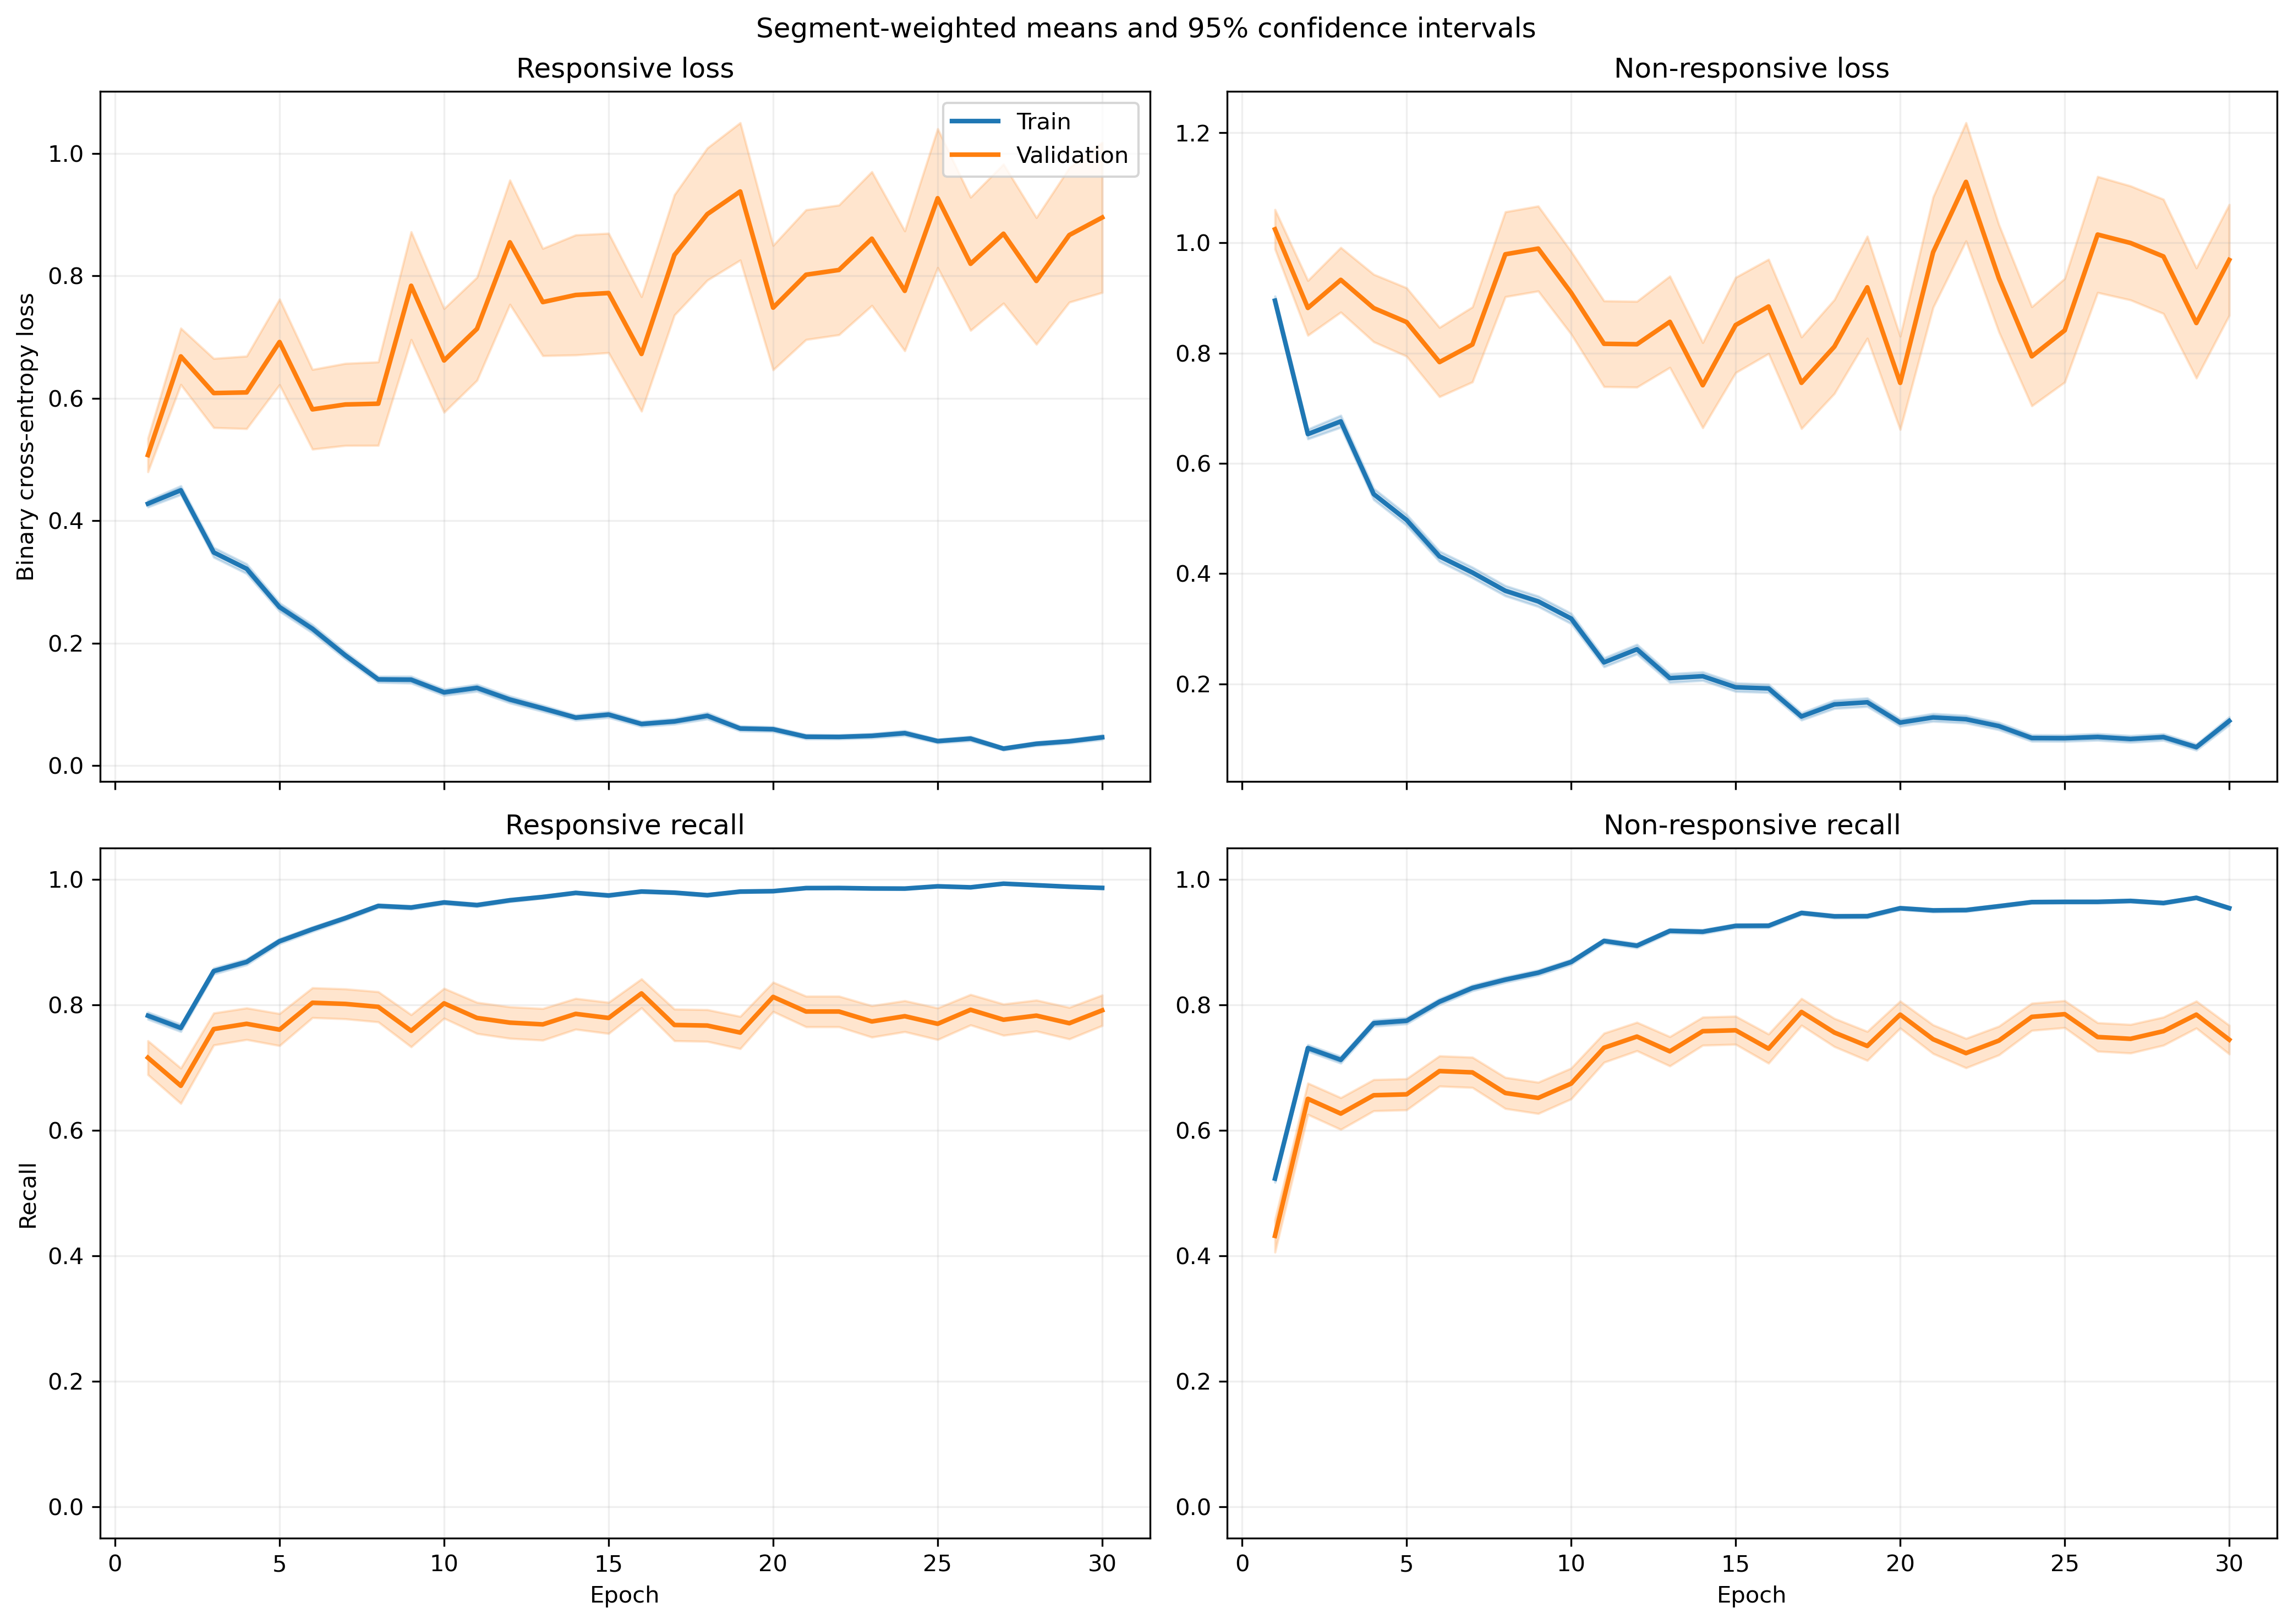 Segment-weighted means and 95% confidence intervals
Responsive loss
Non-responsive loss
Train
Validation
Binary cross-entropy loss
1.0
0.8
0.6
0.4
0.2
0.0
1.2
1.0
0.8
0.6
0.4
0.2
Responsive recall
Non-responsive recall
Recall
1.0
0.8
0.6
0.4
0.2
0.0
0 5 10 15 20 25 30
Epoch
1.0
0.8
0.6
0.4
0.2
0.0
0 5 10 15 20 25 30
Epoch